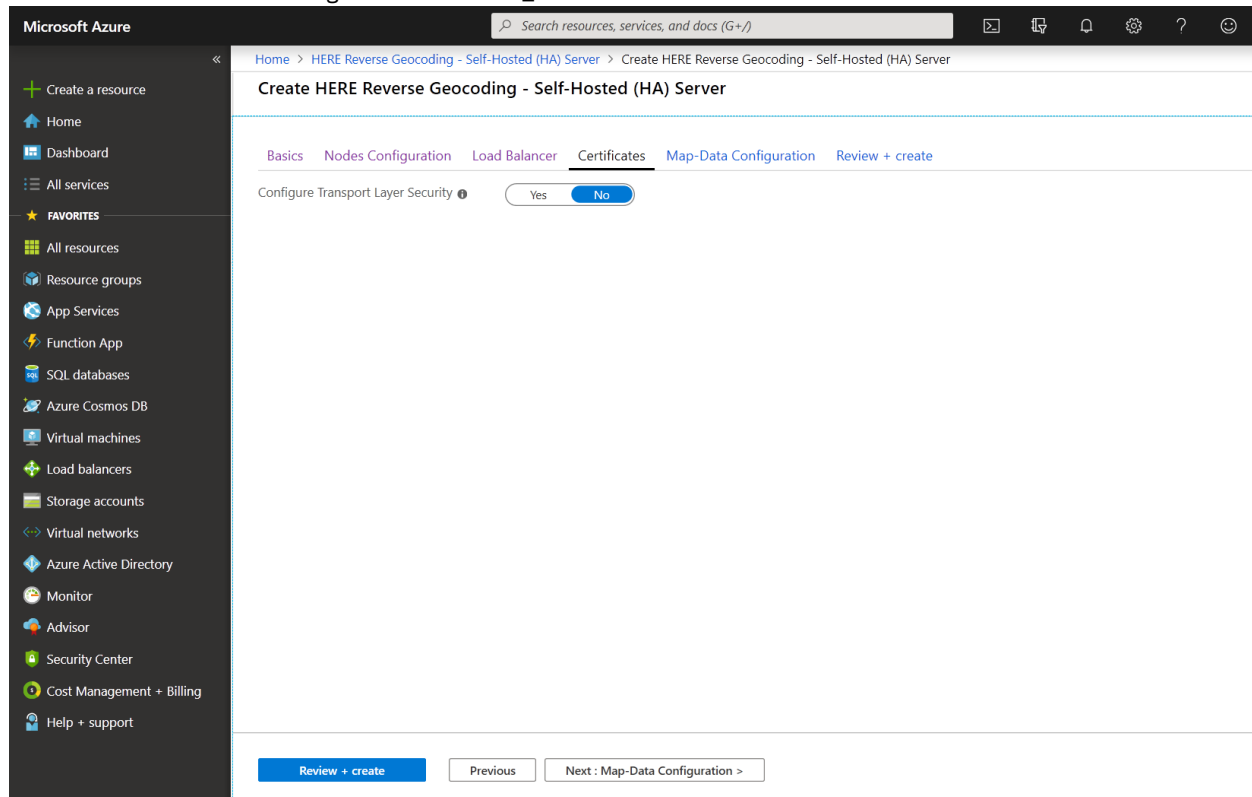 Microsoft Azure
Search resources, services, and docs (G+/)
«
Home > HERE Reverse Geocoding - Self-Hosted (HA) Server > Create HERE Reverse Geocoding - Self-Hosted (HA) Server
Create HERE Reverse Geocoding - Self-Hosted (HA) Server
Create a resource
Home
Dashboard
All services
FAVORITES
All resources
Resource groups
App Services
Function App
SQL databases
Azure Cosmos DB
Virtual machines
Load balancers
Storage accounts
Virtual networks
Azure Active Directory
Monitor
Advisor
Security Center
Cost Management + Billing
Help + support
Basics Nodes Configuration Load Balancer Certificates Map-Data Configuration Review + create
Configure Transport Layer Security Yes No
Review + create Previous Next : Map-Data Configuration >